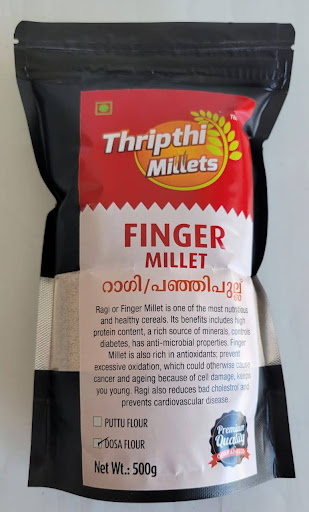 Thripthi
Millets
TM
FINGER
MILLET
റാഗി/പഞ്ഞിപുല്ല്
Ragi or Finger Millet is one of the most nutritious
and healthy cereals. Its benefits includes high
protein content, a rich source of minerals, controls
diabetes, has anti-microbial properties. Finger
Millet is also rich in antioxidants: prevent
excessive oxidation, which could otherwise cause
cancer and ageing because of cell damage,
you young. Ragi also reduces bad cholestrol and
prevents cardiovascular disease.
PUTTU FLOUR
DOSA FLOUR
Net Wt.: 500g
Premium
Quality